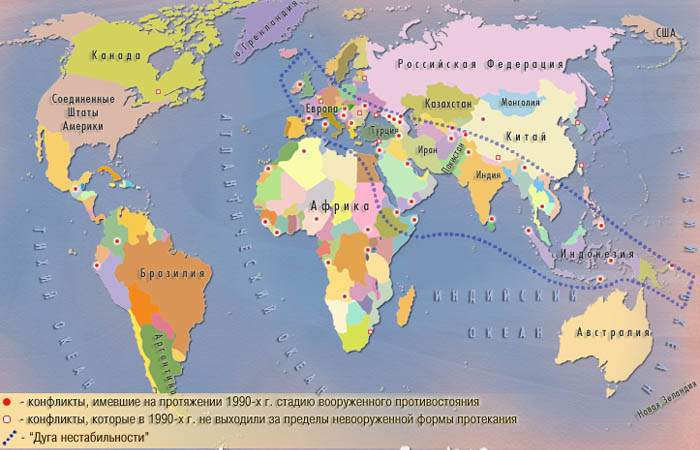 США
о.Гренландия
Канада
Российская Федерация
Соединенные
Штаты
Америки
Европа
Казахстан
Монголия
Турция
Китай
Иран
Пакистан
Индия
АТЛАНТИЧЕСКИЙ ОКЕАН
ТИХИЙ ОКЕАН
Африка
Бразилия
Индонезия
ИНДИЙСКИЙ
ОКЕАН
Австралия
Аргентина
ТИХИЙ ОКЕАН
Новая Зеландия
- конфликты, имевшие на протяжении 1990-х г. стадию вооруженного противостояния
- конфликты, которые в 1990-х г. не выходили за пределы невооруженной формы протекания
- "Дуга нестабильности"